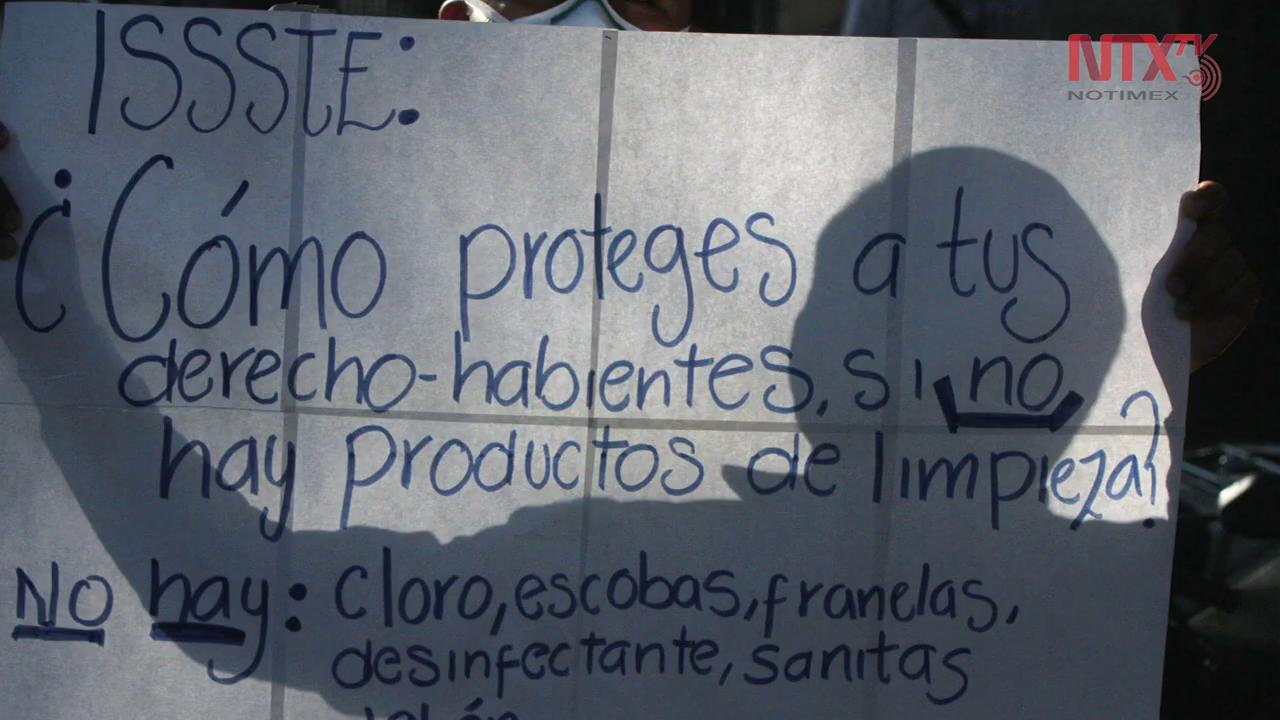 ISSSTE:
NTX TV
NOTIMEX
¿Cómo proteges a tus
derecho-habientes, si no
hay productos de limpieza?
No hay: Cloro, escobas, franelas,
desinfectante, sanitas